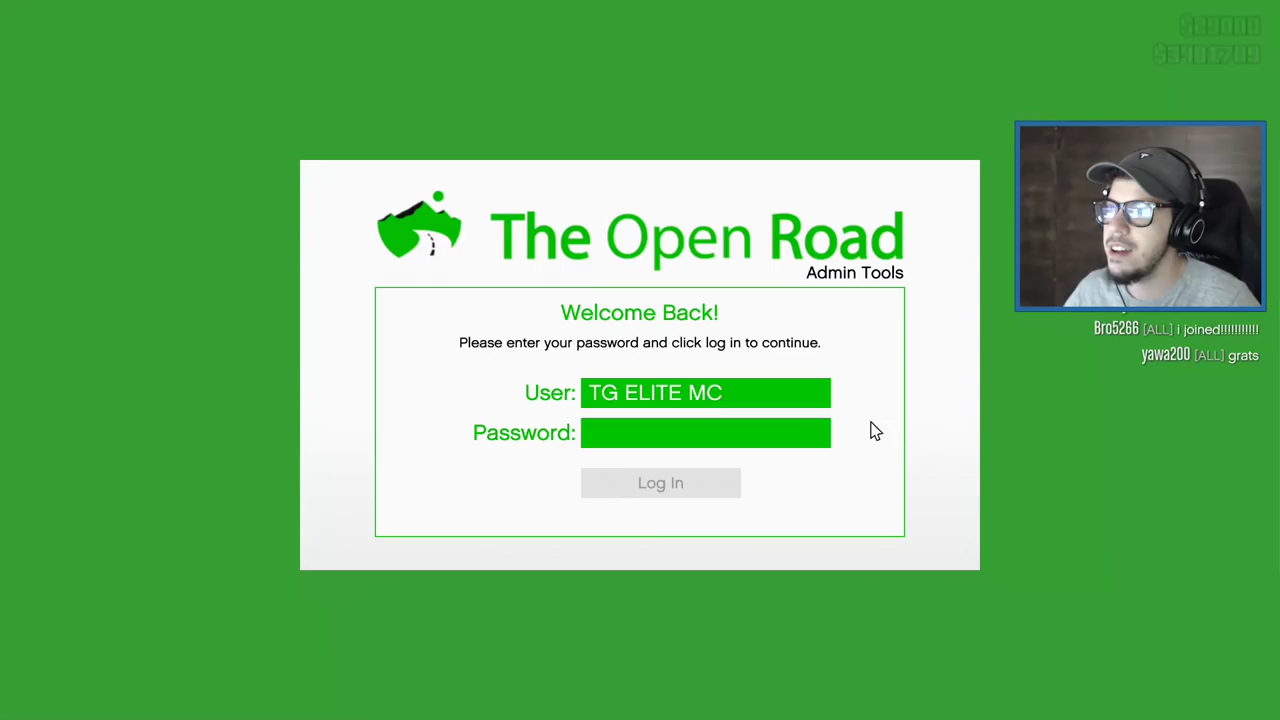 The Open Road
Admin Tools
Welcome Back!
Please enter your password and click log in to continue.
User: TG ELITE MC
Password:
Log In
Bro5266 [ALL] i joined!!!!!!!!!!!
yawa200 [ALL] grats